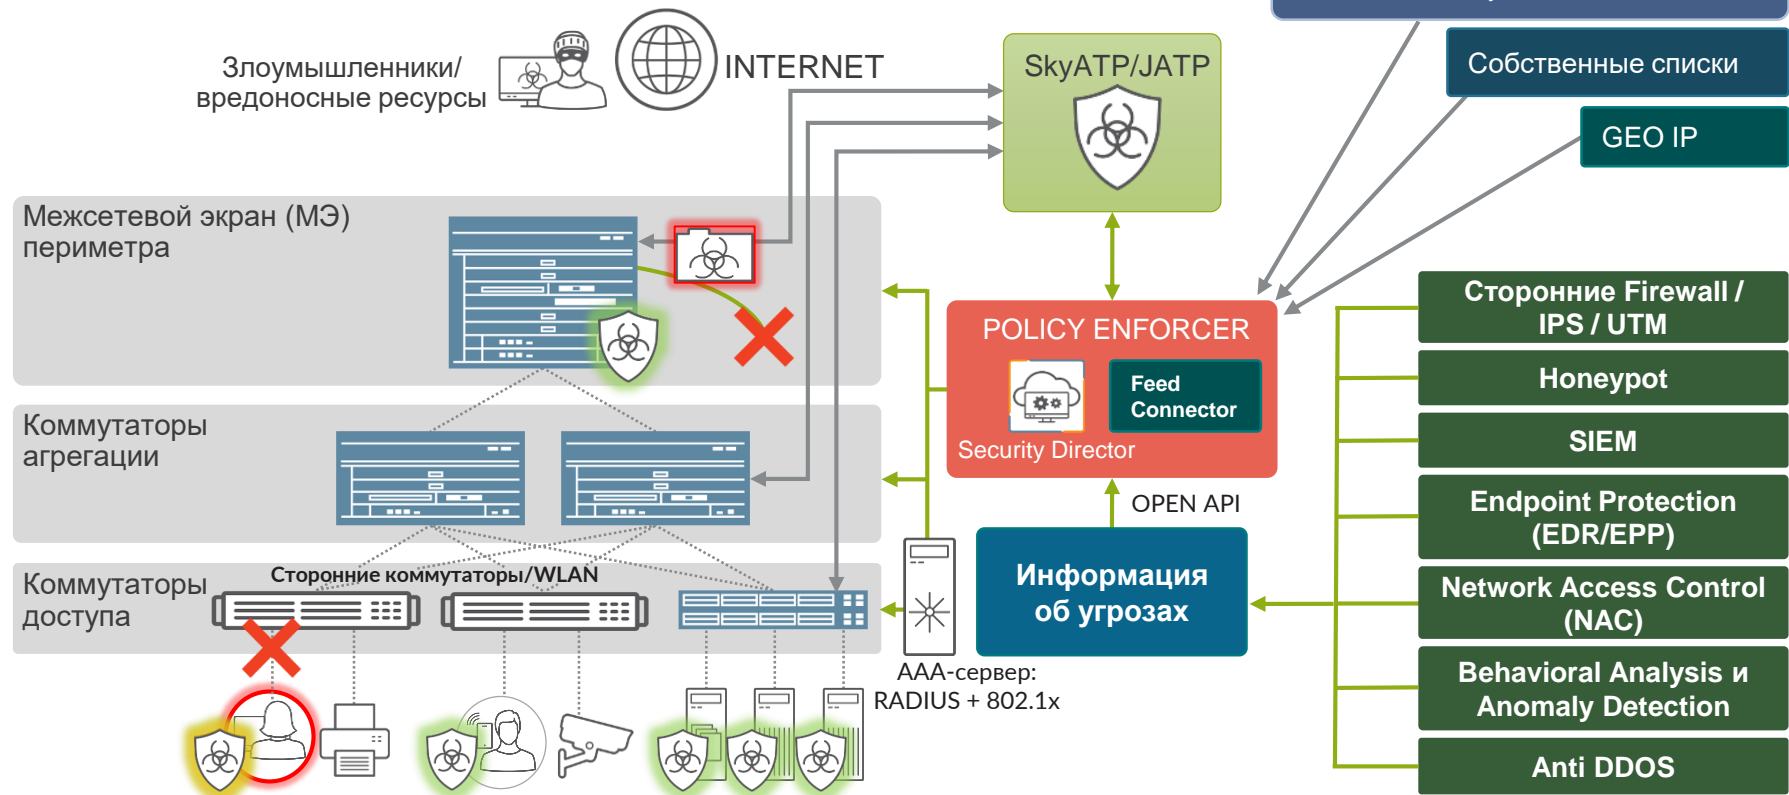 Злоумышленники/
вредоносные ресурсы
INTERNET
SkyATP/JATP
Собственные списки
GEO IP
Межсетевой экран (МЭ)
периметра
POLICY ENFORCER
Feed
Connector
Security Director
Сторонние Firewall /
IPS / UTM
Honeypot
SIEM
Endpoint Protection
(EDR/EPP)
Network Access Control
(NAC)
Behavioral Analysis и
Anomaly Detection
Anti DDOS
Коммутаторы
агрегации
OPEN API
Информация
об угрозах
Коммутаторы
доступа
Сторонние коммутаторы/WLAN
ААА-сервер:
RADIUS + 802.1x